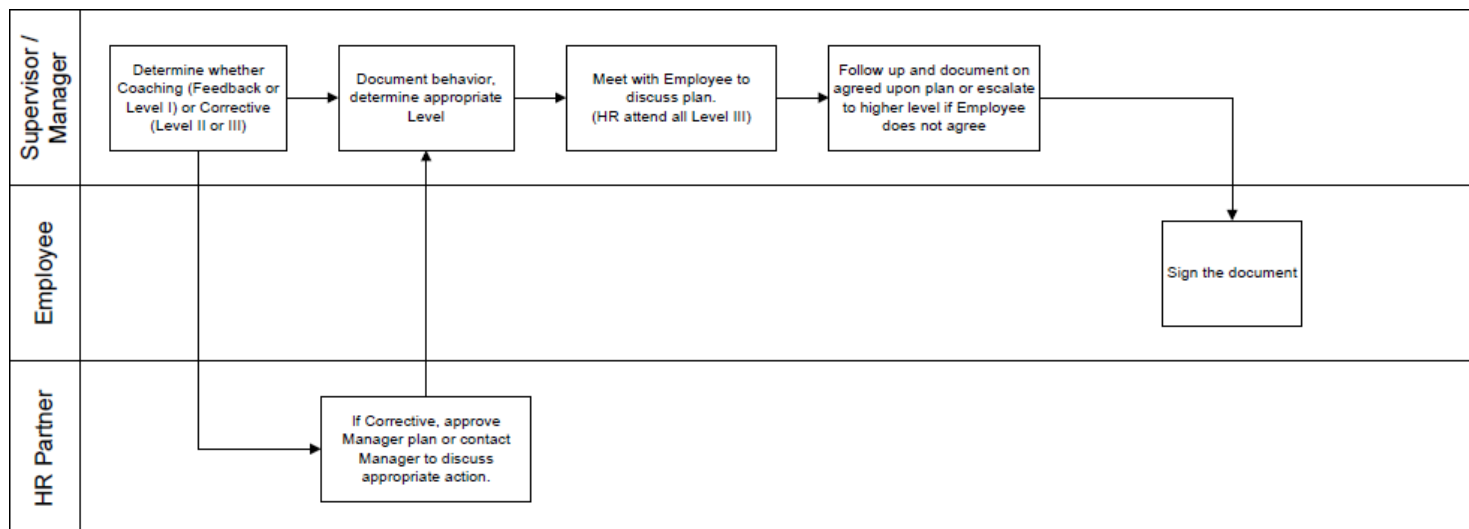 Supervisor /
Manager
Determine whether
Coaching (Feedback or
Level I) or Corrective
(Level II or III)
Document behavior,
determine appropriate
Level
Meet with Employee to
discuss plan.
(HR attend all Level III)
Follow up and document on
agreed upon plan or escalate
to higher level if Employee
does not agree
Employee
Sign the document
HR Partner
If Corrective, approve
Manager plan or contact
Manager to discuss
appropriate action.